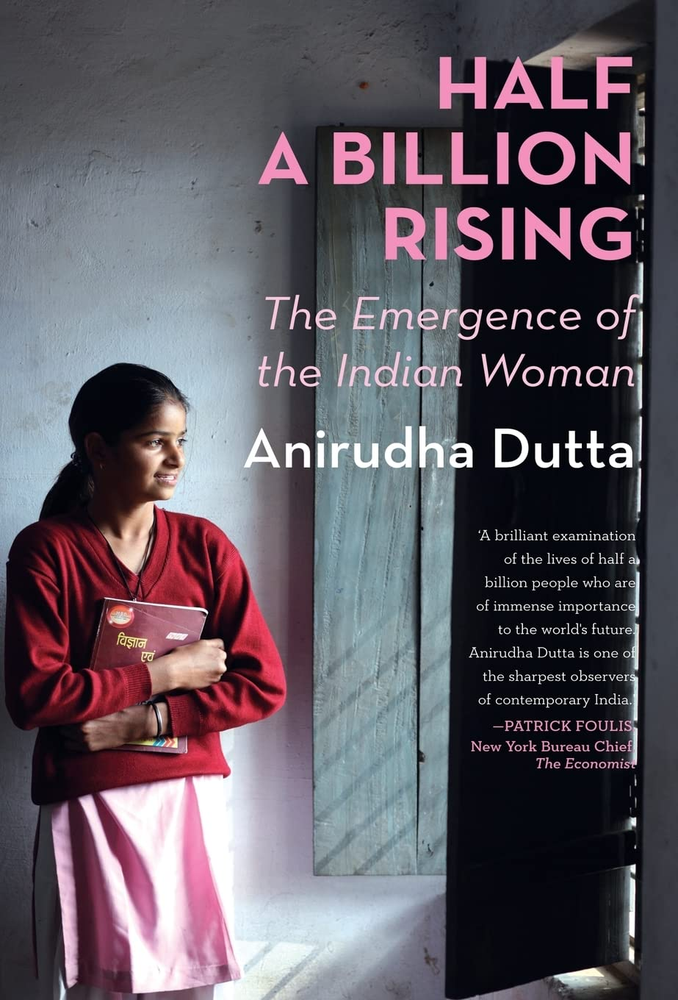 HALF
A BILLION
RISING
The Emergence of
the Indian Woman
Anirudha Dutta
‘A brilliant examination
of the lives of half a
billion people who are
of immense importance
to the world's future.
Anirudha Dutta is one of
the sharpest observers
of contemporary India.’
—PATRICK FOULIS,
New York Bureau Chief,
The Economist
MBD
विज्ञान
एवं